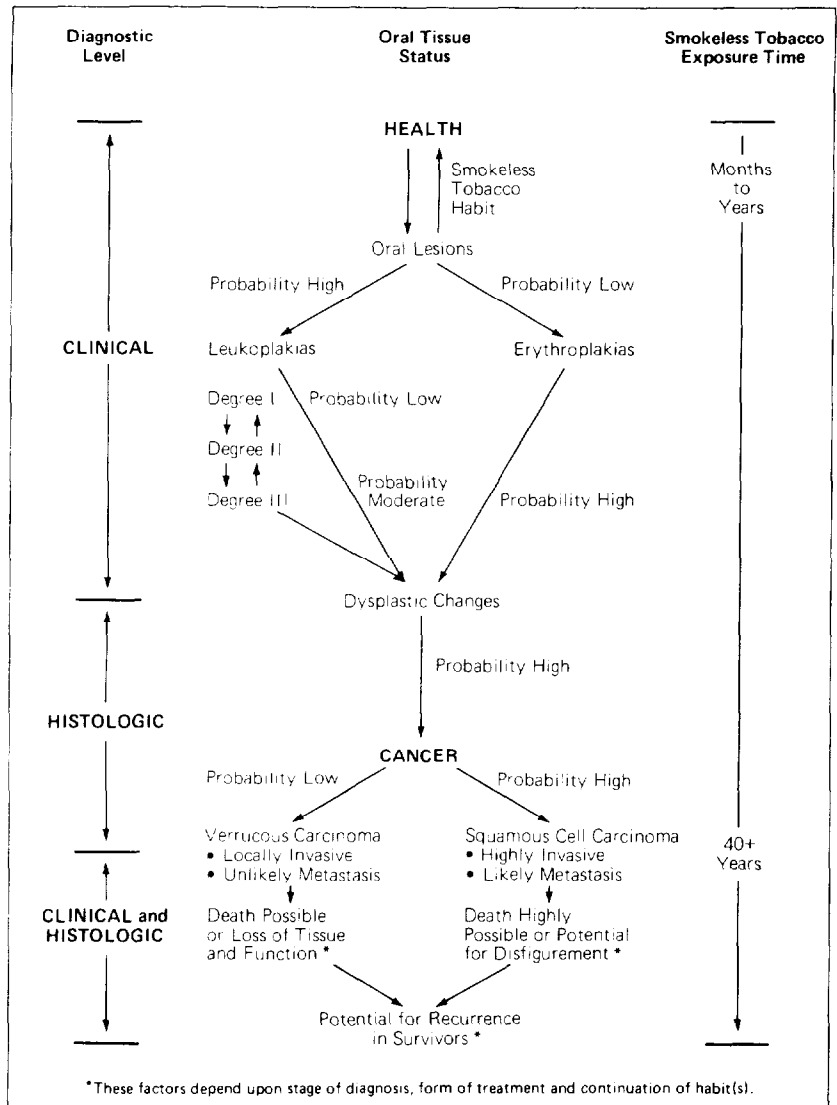 Diagnostic
Level
Oral Tissue
Status
Smokeless Tobacco
Exposure Time
HEALTH
Smokeless
Tobacco
Habit
Months
to
Years
Oral Lesions
Probability High
Probability Low
CLINICAL
Leukoplakias
Erythroplakias
Degree I
Probability Low
Degree II
Degree III
Probability
Moderate
Probability High
Dysplastic Changes
Probability High
HISTOLOGIC
CANCER
Probability Low
Probability High
Verrucous Carcinoma
• Locally Invasive
• Unlikely Metastasis
Squamous Cell Carcinoma
• Highly Invasive
• Likely Metastasis
40+
Years
CLINICAL and
HISTOLOGIC
Death Possible
or Loss of Tissue
and Function *
Death Highly
Possible or Potential
for Disfigurement *
Potential for Recurrence
in Survivors *
*These factors depend upon stage of diagnosis, form of treatment and continuation of habit(s).